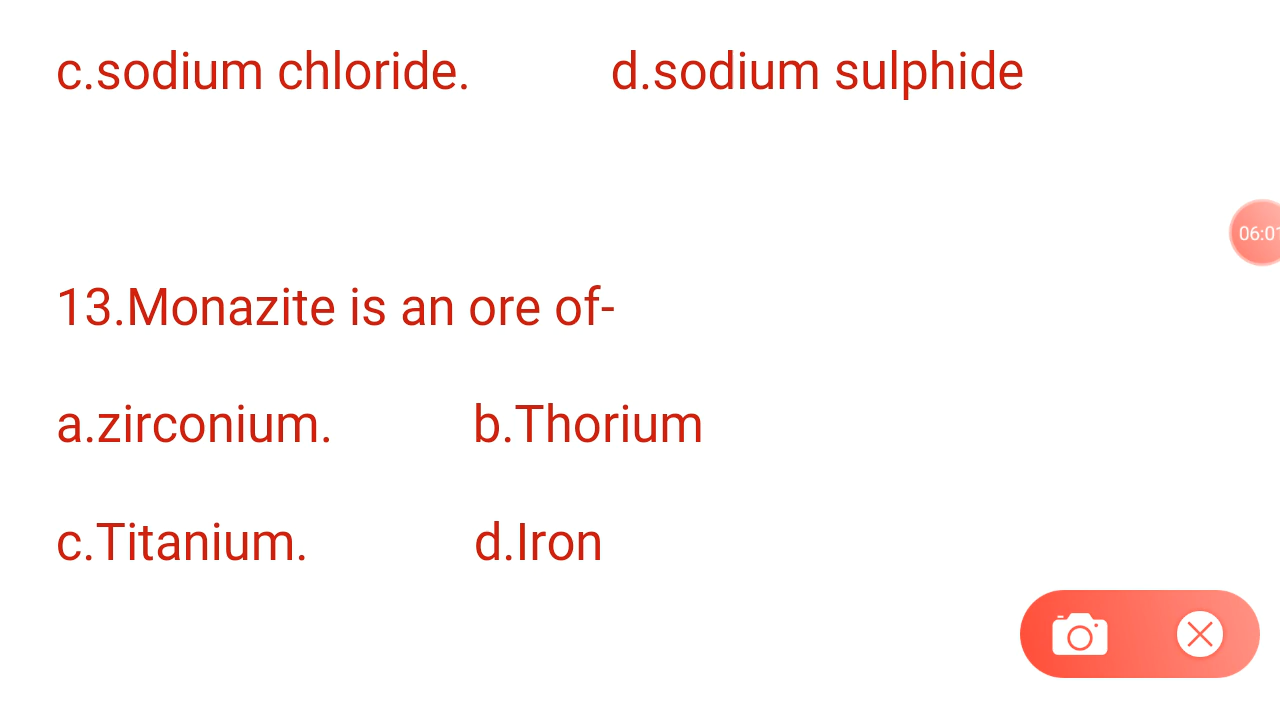 c.sodium chloride. d.sodium sulphide
06:01
13.Monazite is an ore of-
a.zirconium. b.Thorium
c.Titanium. d.Iron